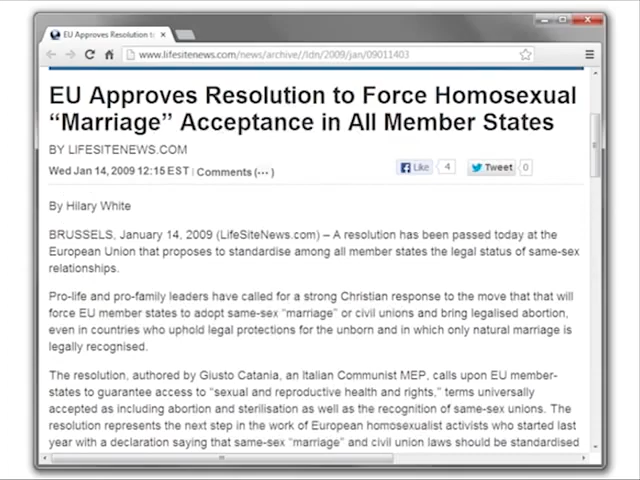 EU Approves Resolution to
www.lifesitenews.com/news/archive//ldn/2009/jan/09011403
EU Approves Resolution to Force Homosexual
“Marriage” Acceptance in All Member States
BY LIFESITENEWS.COM
Wed Jan 14, 2009 12:15 EST | Comments (...)
Like 4 Tweet 0
By Hilary White
BRUSSELS, January 14, 2009 (LifeSiteNews.com) – A resolution has been passed today at the
European Union that proposes to standardise among all member states the legal status of same-sex
relationships.
Pro-life and pro-family leaders have called for a strong Christian response to the move that that will
force EU member states to adopt same-sex “marriage” or civil unions and bring legalised abortion,
even in countries who uphold legal protections for the unborn and in which only natural marriage is
legally recognised.
The resolution, authored by Giusto Catania, an Italian Communist MEP, calls upon EU member-
states to guarantee access to “sexual and reproductive health and rights,” terms universally
accepted as including abortion and sterilisation as well as the recognition of same-sex unions. The
resolution represents the next step in the work of European homosexualist activists who started last
year with a declaration saying that same-sex “marriage” and civil union laws should be standardised